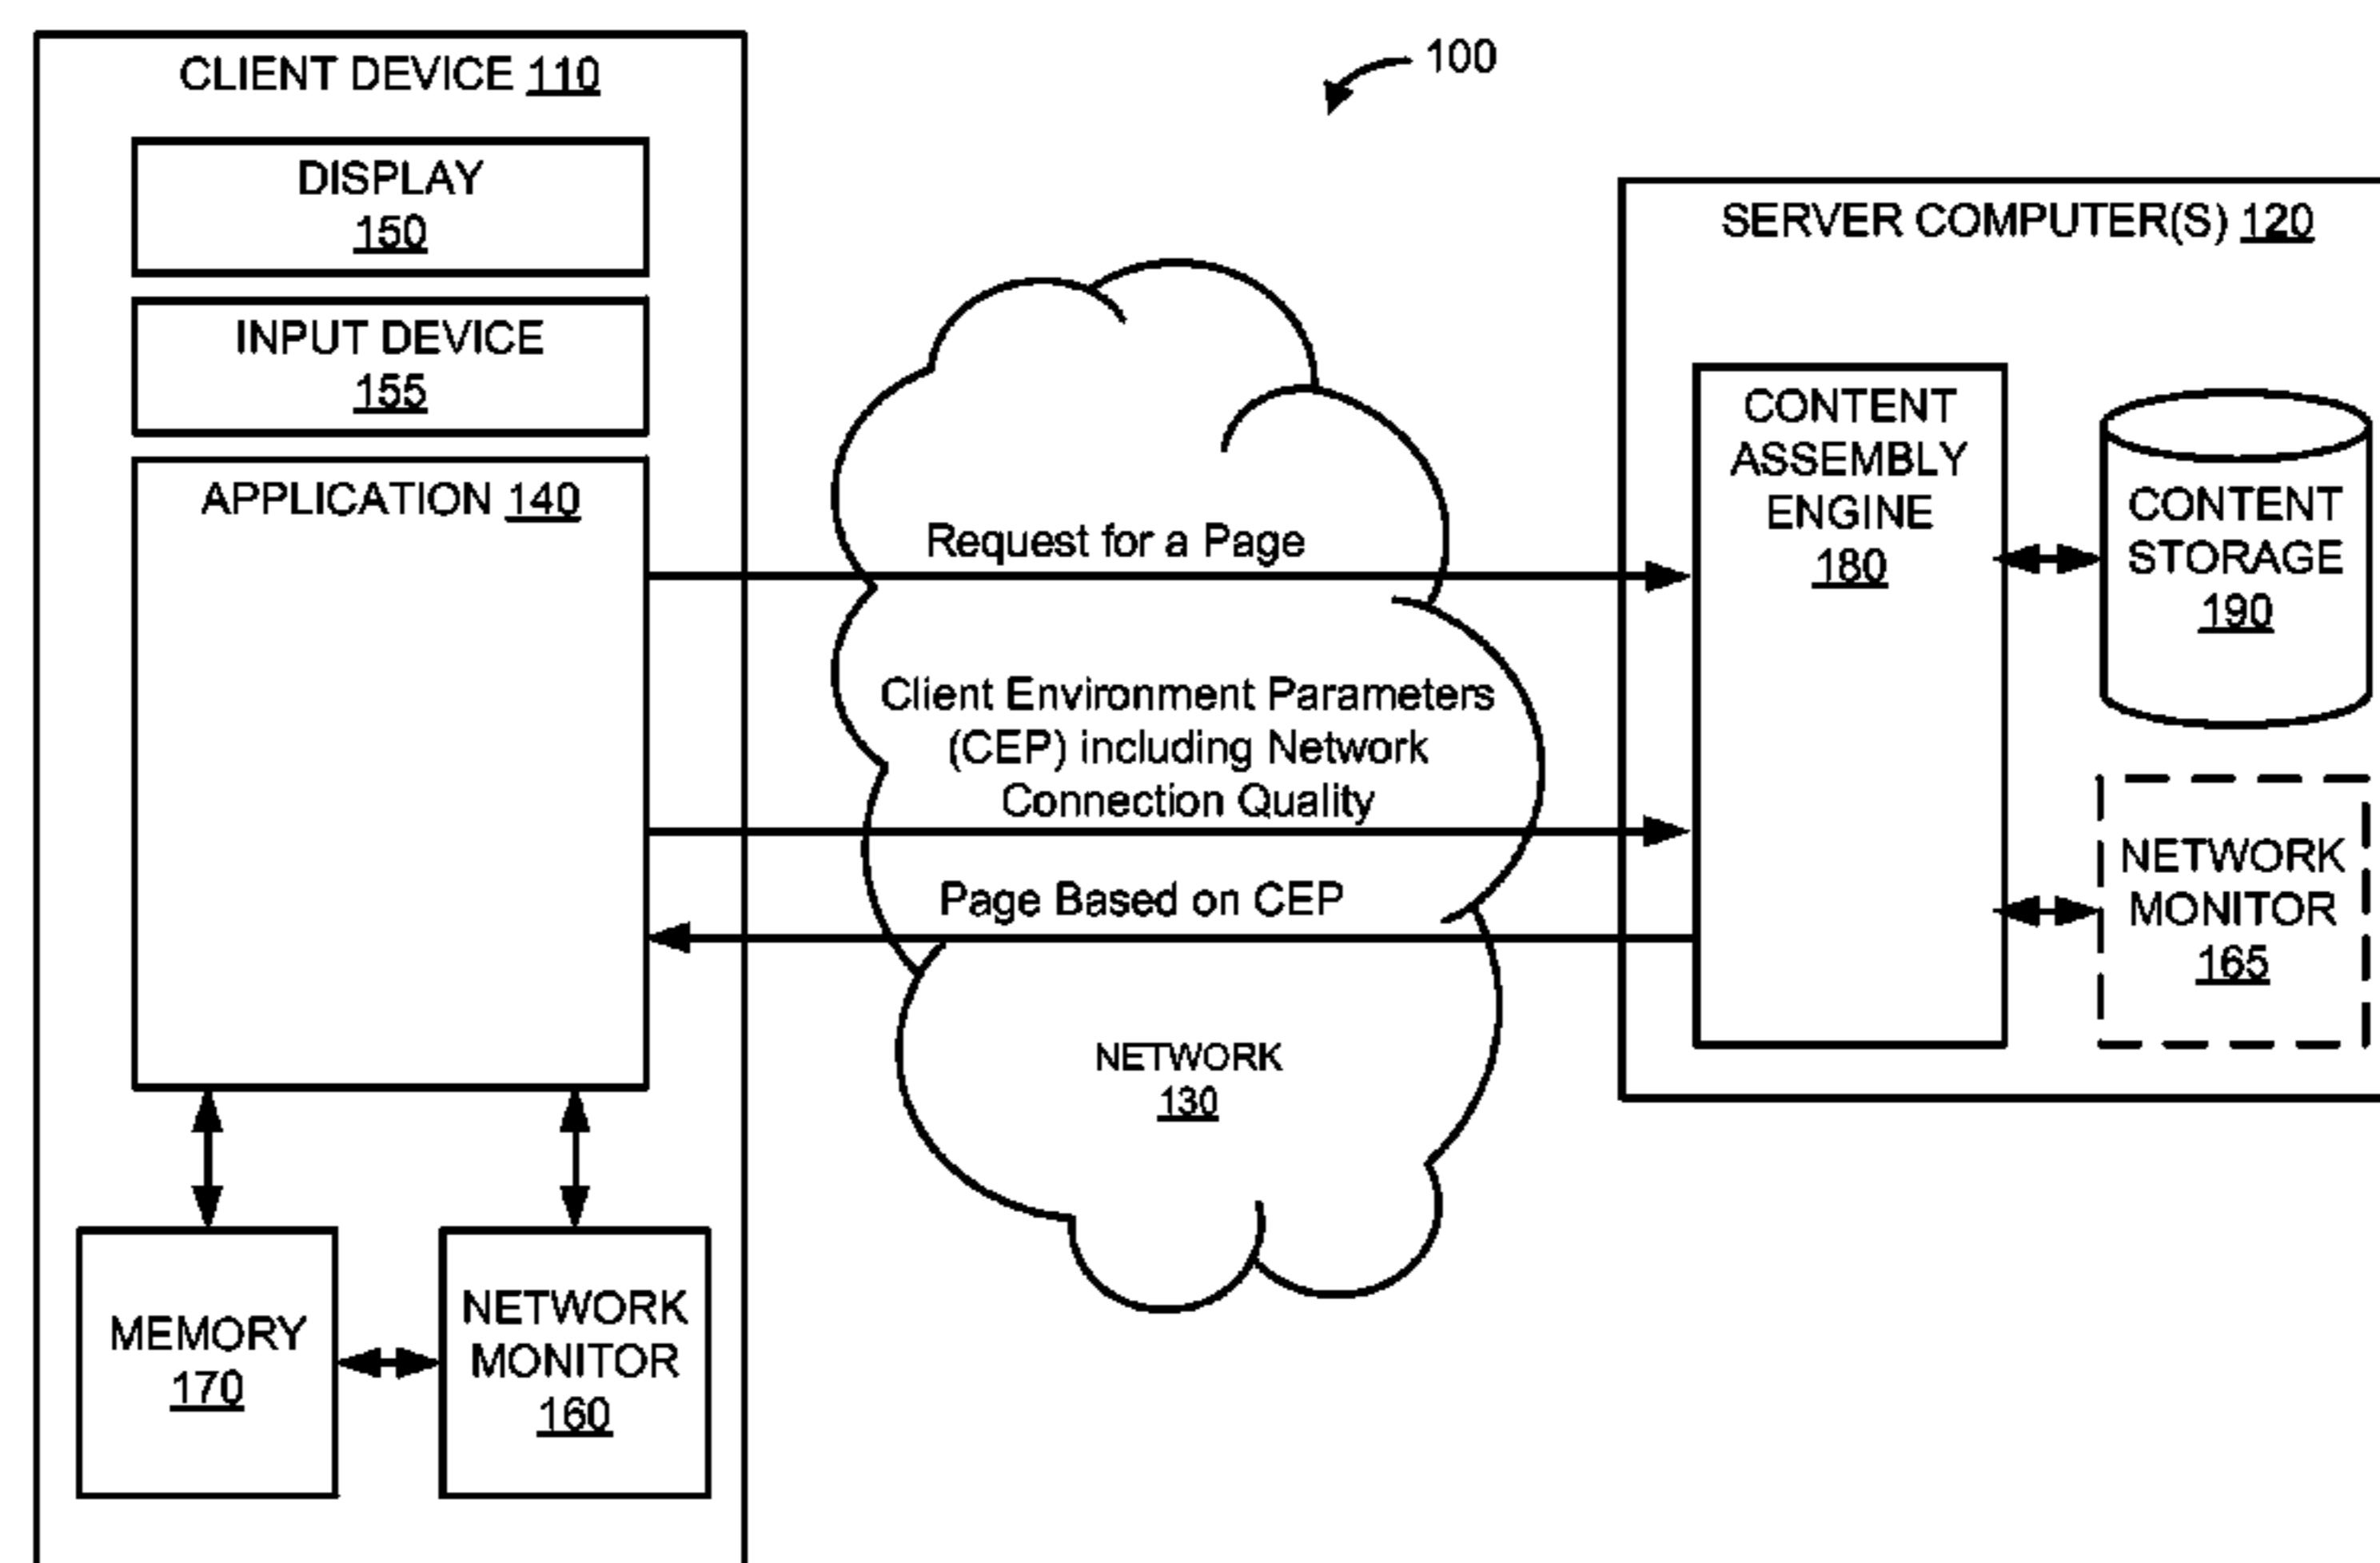 100
CLIENT DEVICE 110
DISPLAY
150
INPUT DEVICE
155
APPLICATION 140
MEMORY
170
NETWORK
MONITOR
160
Request for a Page
Client Environment Parameters
(CEP) including Network
Connection Quality
Page Based on CEP
NETWORK
130
SERVER COMPUTER(S) 120
CONTENT
ASSEMBLY
ENGINE
180
CONTENT
STORAGE
190
NETWORK
MONITOR
165